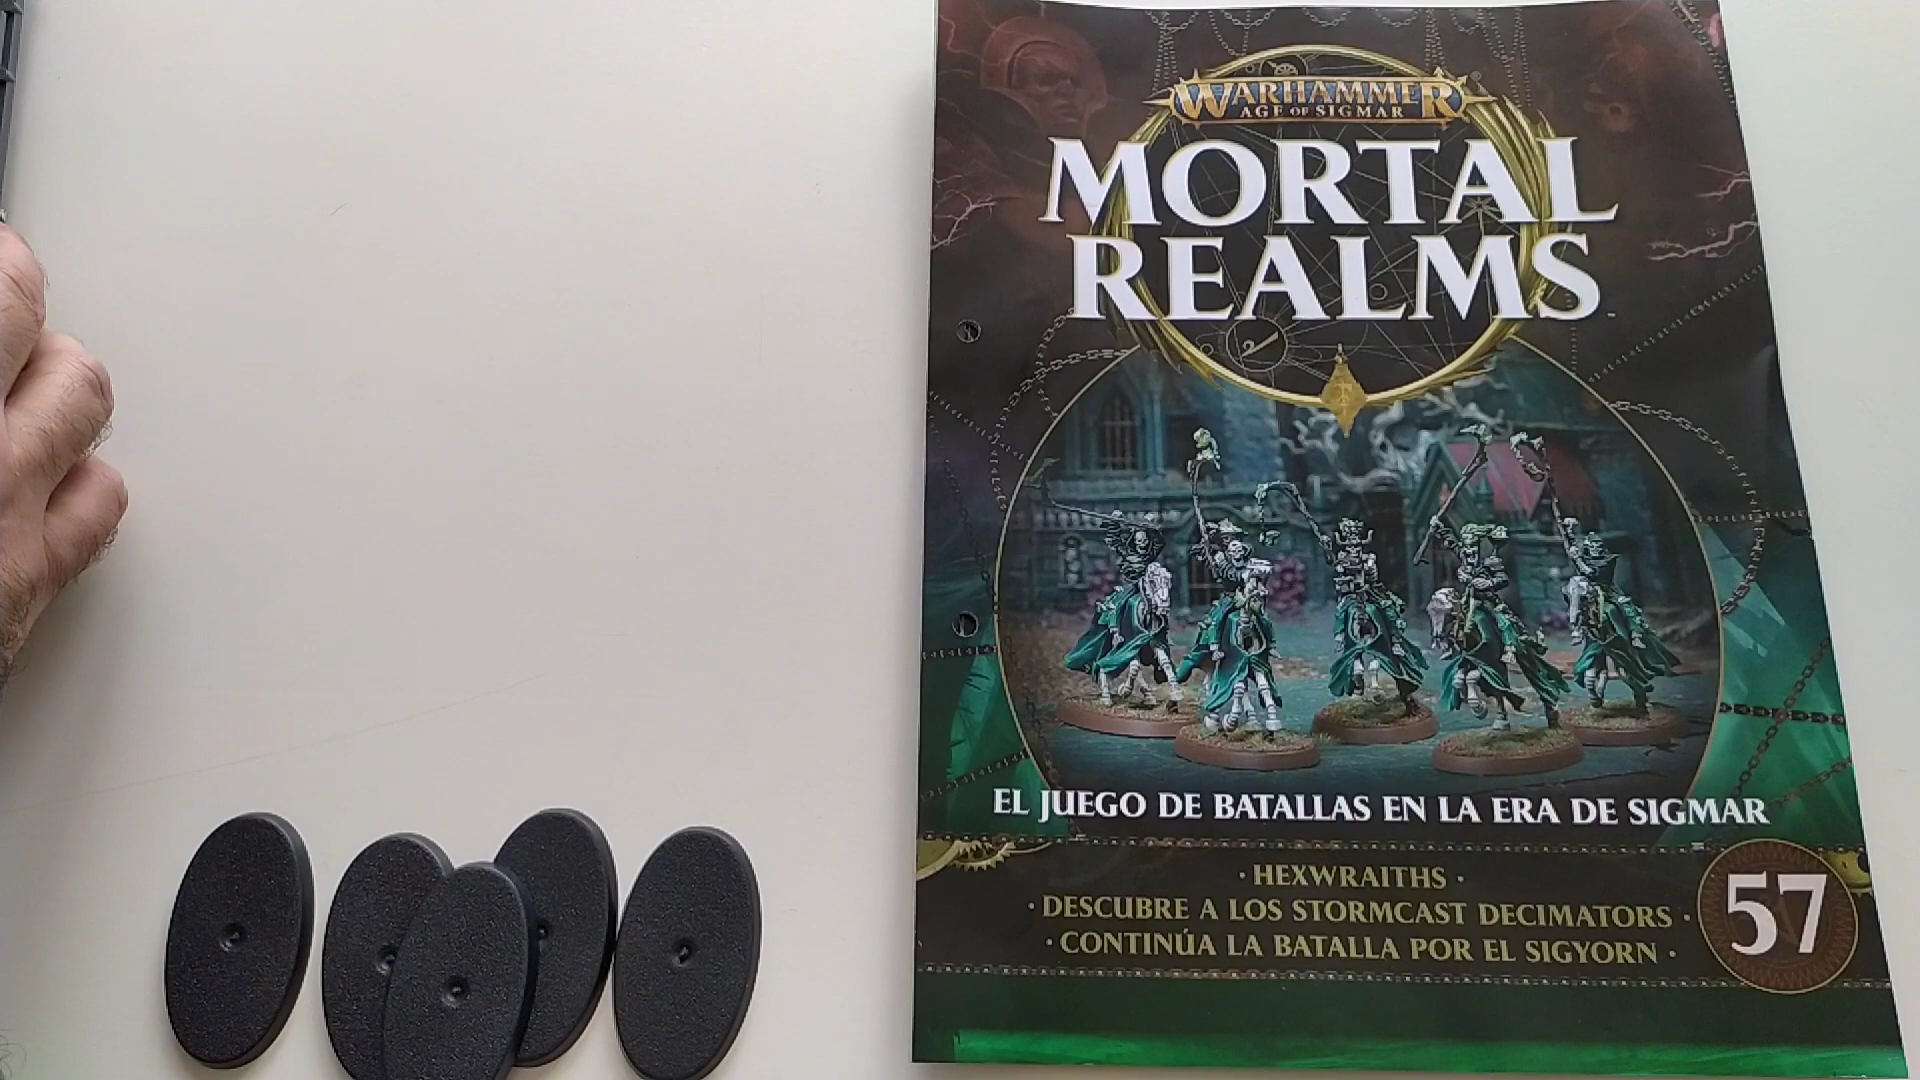 WARHAMMER
AGE OF SIGMAR
MORTAL
REALMS
EL JUEGO DE BATALLAS EN LA ERA DE SIGMAR
· HEXWRAITHS ·
· DESCUBRE A LOS STORMCAST DECIMATORS ·
· CONTINÚA LA BATALLA POR EL SIGYORN ·
57